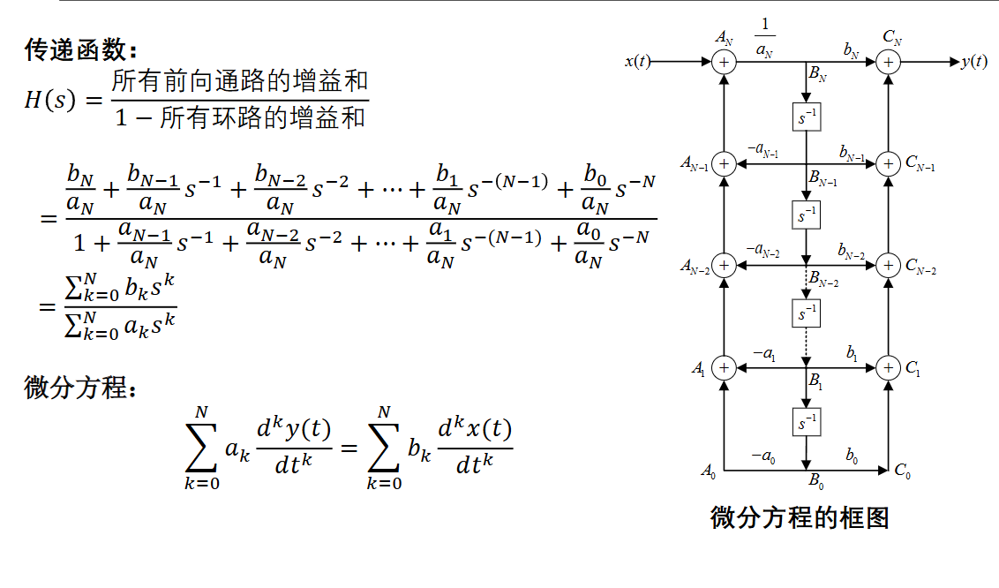 传递函数：
H(s) = 所有前向通路的增益和 / 1 − 所有环路的增益和
= (b_N/a_N + b_{N−1}/a_N s^{−1} + b_{N−2}/a_N s^{−2} + ⋯ + b_1/a_N s^{−(N−1)} + b_0/a_N s^{−N}) / (1 + a_{N−1}/a_N s^{−1} + a_{N−2}/a_N s^{−2} + ⋯ + a_1/a_N s^{−(N−1)} + a_0/a_N s^{−N})
= ∑_{k=0}^{N} b_k s^k / ∑_{k=0}^{N} a_k s^k
微分方程：
∑_{k=0}^{N} a_k d^k y(t)/dt^k = ∑_{k=0}^{N} b_k d^k x(t)/dt^k
A_N 1/a_N b_N C_N
x(t) + B_N + y(t)
s^{−1}
−a_{N−1} b_{N−1}
A_{N−1} + B_{N−1} + C_{N−1}
s^{−1}
−a_{N−2} b_{N−2}
A_{N−2} + B_{N−2} + C_{N−2}
s^{−1}
−a_1 b_1
A_1 + B_1 + C_1
s^{−1}
−a_0 b_0
A_0 B_0 C_0
微分方程的框图